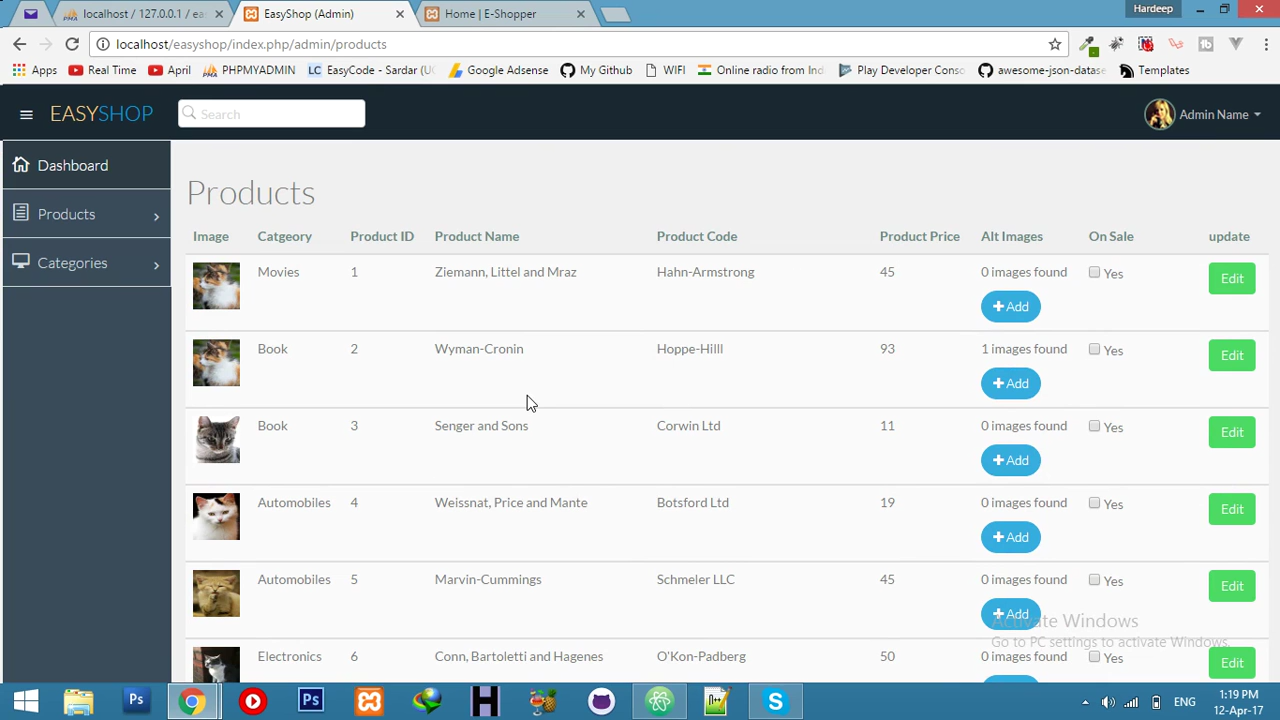 localhost / 127.0.0.1 / ea
EasyShop (Admin)
Home | E-Shopper
Hardeep
localhost/easyshop/index.php/admin/products
Apps
Real Time
April
PHPMYADMIN
LC EasyCode - Sardar (UC
Google Adsense
My Github
WIFI
Online radio from Ind
Play Developer Conso
awesome-json-datase
Templates
EASYSHOP
Search
Admin Name
Dashboard
Products
Categories
Products
Image Catgeory Product ID Product Name Product Code Product Price Alt Images On Sale update
Movies 1 Ziemann, Littel and Mraz Hahn-Armstrong 45 0 images found Yes Edit
+Add
Book 2 Wyman-Cronin Hoppe-Hilll 93 1 images found Yes Edit
+Add
Book 3 Senger and Sons Corwin Ltd 11 0 images found Yes Edit
+Add
Automobiles 4 Weissnat, Price and Mante Botsford Ltd 19 0 images found Yes Edit
+Add
Automobiles 5 Marvin-Cummings Schmeler LLC 45 0 images found Yes Edit
+Add
Activate Windows
Go to PC settings to activate Windows.
Electronics 6 Conn, Bartoletti and Hagenes O'Kon-Padberg 50 0 images found Yes Edit
Ps
Ps
H
S
ENG
1:19 PM
12-Apr-17